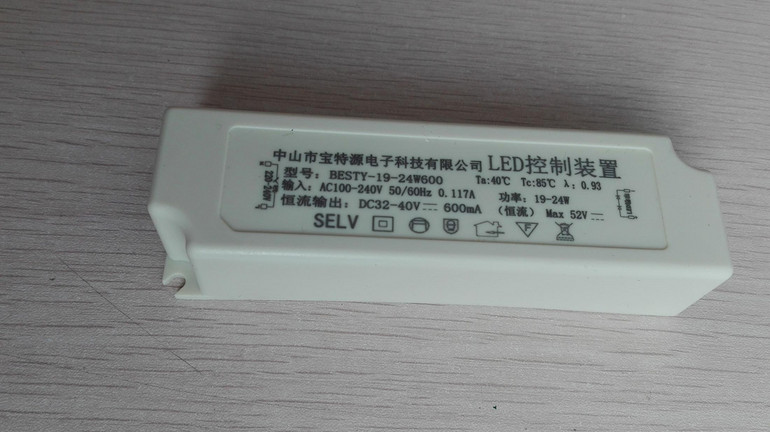 中山市宝特源电子科技有限公司 LED控制装置
型号: BESTY-19-24W600 Ta:40℃ Tc:85℃ λ: 0.93
输入: AC100-240V 50/60Hz 0.117A 功率: 19-24W
恒流输出: DC32-40V 600mA (恒流) Max 52V
SELV
F